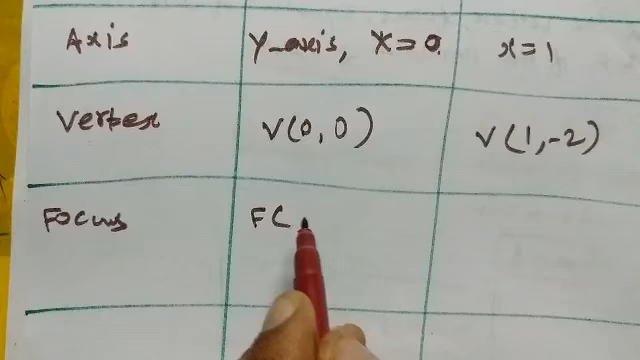 Axis Y-axis, X=0 x=1
Vertex V(0,0) V(1,-2)
Focus F(